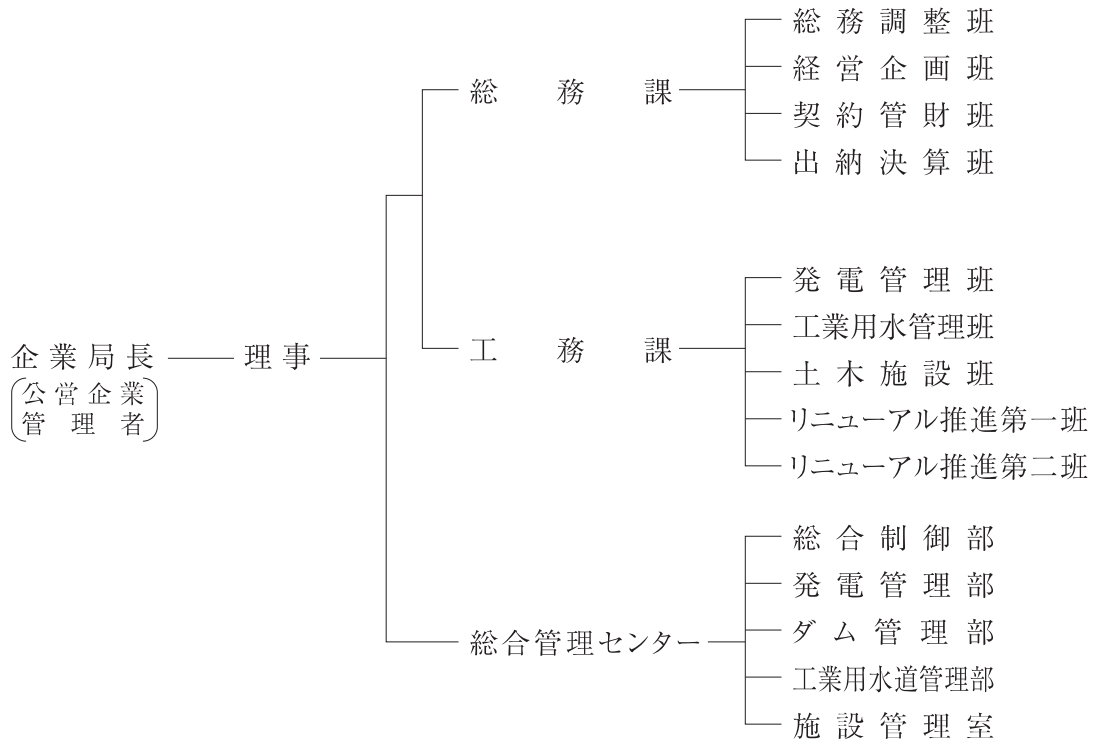 企業局長
公営企業
管理者
理事
総務課
総務調整班
経営企画班
契約管財班
出納決算班
工務課
発電管理班
工業用水管理班
土木施設班
リニューアル推進第一班
リニューアル推進第二班
総合管理センター
総合制御部
発電管理部
ダム管理部
工業用水道管理部
施設管理室